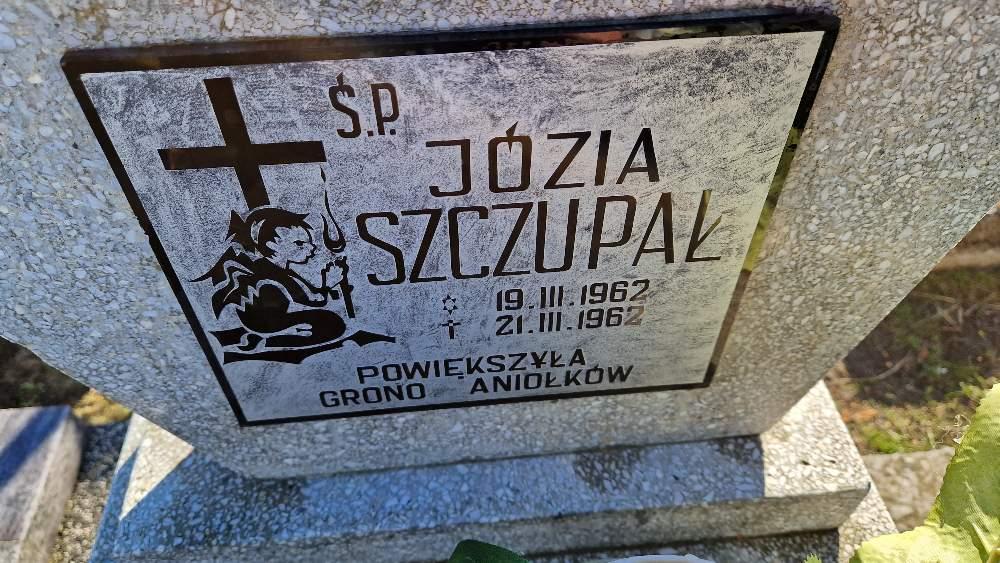 Ś.P.
JÓZIA
SZCZUPAŁ
✡ 19.III.1962
† 21.III.1962
POWIĘKSZYŁA
GRONO ANIOŁKÓW